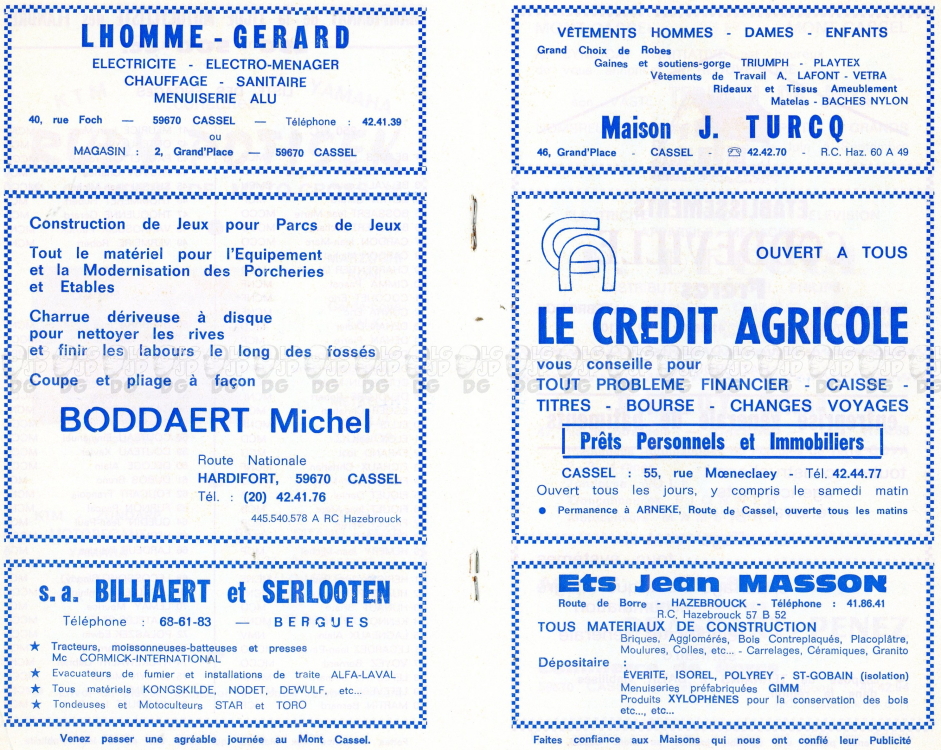 LHOMME - GERARD
ELECTRICITE - ELECTRO-MENAGER
CHAUFFAGE - SANITAIRE
MENUISERIE ALU
40, rue Foch — 59670 CASSEL — Téléphone : 42.41.39
ou
MAGASIN : 2, Grand'Place — 59670 CASSEL
Construction de Jeux pour Parcs de Jeux
Tout le matériel pour l'Equipement
et la Modernisation des Porcheries
et Etables
Charrue dériveuse à disque
pour nettoyer les rives
et finir les labours le long des fossés
Coupe et pliage à façon
BODDAERT Michel
Route Nationale
HARDIFORT, 59670 CASSEL
Tél. : (20) 42.41.76
445.540.578 A RC Hazebrouck
s.a. BILLIAERT et SERLOOTEN
Téléphone : 68-61-83 — BERGUES
★ Tracteurs, moissonneuses-batteuses et presses
Mc CORMICK-INTERNATIONAL
★ Evacuateurs de fumier et installations de traite ALFA-LAVAL
★ Tous matériels KONGSKILDE, NODET, DEWULF, etc...
★ Tondeuses et Motoculteurs STAR et TORO
Venez passer une agréable journée au Mont Cassel.
VÊTEMENTS HOMMES - DAMES - ENFANTS
Grand Choix de Robes
Gaines et soutiens-gorge TRIUMPH - PLAYTEX
Vêtements de Travail A. LAFONT - VETRA
Rideaux et Tissus Ameublement
Matelas - BACHES NYLON
Maison J. TURCQ
46, Grand'Place - CASSEL - ☎ 42.42.70 - R.C. Haz. 60 A 49
CA
OUVERT A TOUS
LE CREDIT AGRICOLE
vous conseille pour
TOUT PROBLEME FINANCIER - CAISSE -
TITRES - BOURSE - CHANGES VOYAGES
Prêts Personnels et Immobiliers
CASSEL : 55, rue Mœneclaey - Tél. 42.44.77
Ouvert tous les jours, y compris le samedi matin
● Permanence à ARNEKE, Route de Cassel, ouverte tous les matins
Ets Jean MASSON
Route de Borre - HAZEBROUCK - Téléphone : 41.86.41
R.C. Hazebrouck 57 B 52
TOUS MATERIAUX DE CONSTRUCTION
Briques, Agglomérés, Bois Contreplaqués, Placoplâtre,
Moulures, Colles, etc... - Carrelages, Céramiques, Granito
Dépositaire :
ÉVERITE, ISOREL, POLYREY - ST-GOBAIN (isolation)
Menuiseries préfabriquées GIMM
Produits XYLOPHENES pour la conservation des bois
etc..., etc...
Faites confiance aux Maisons qui nous ont confié leur Publicité